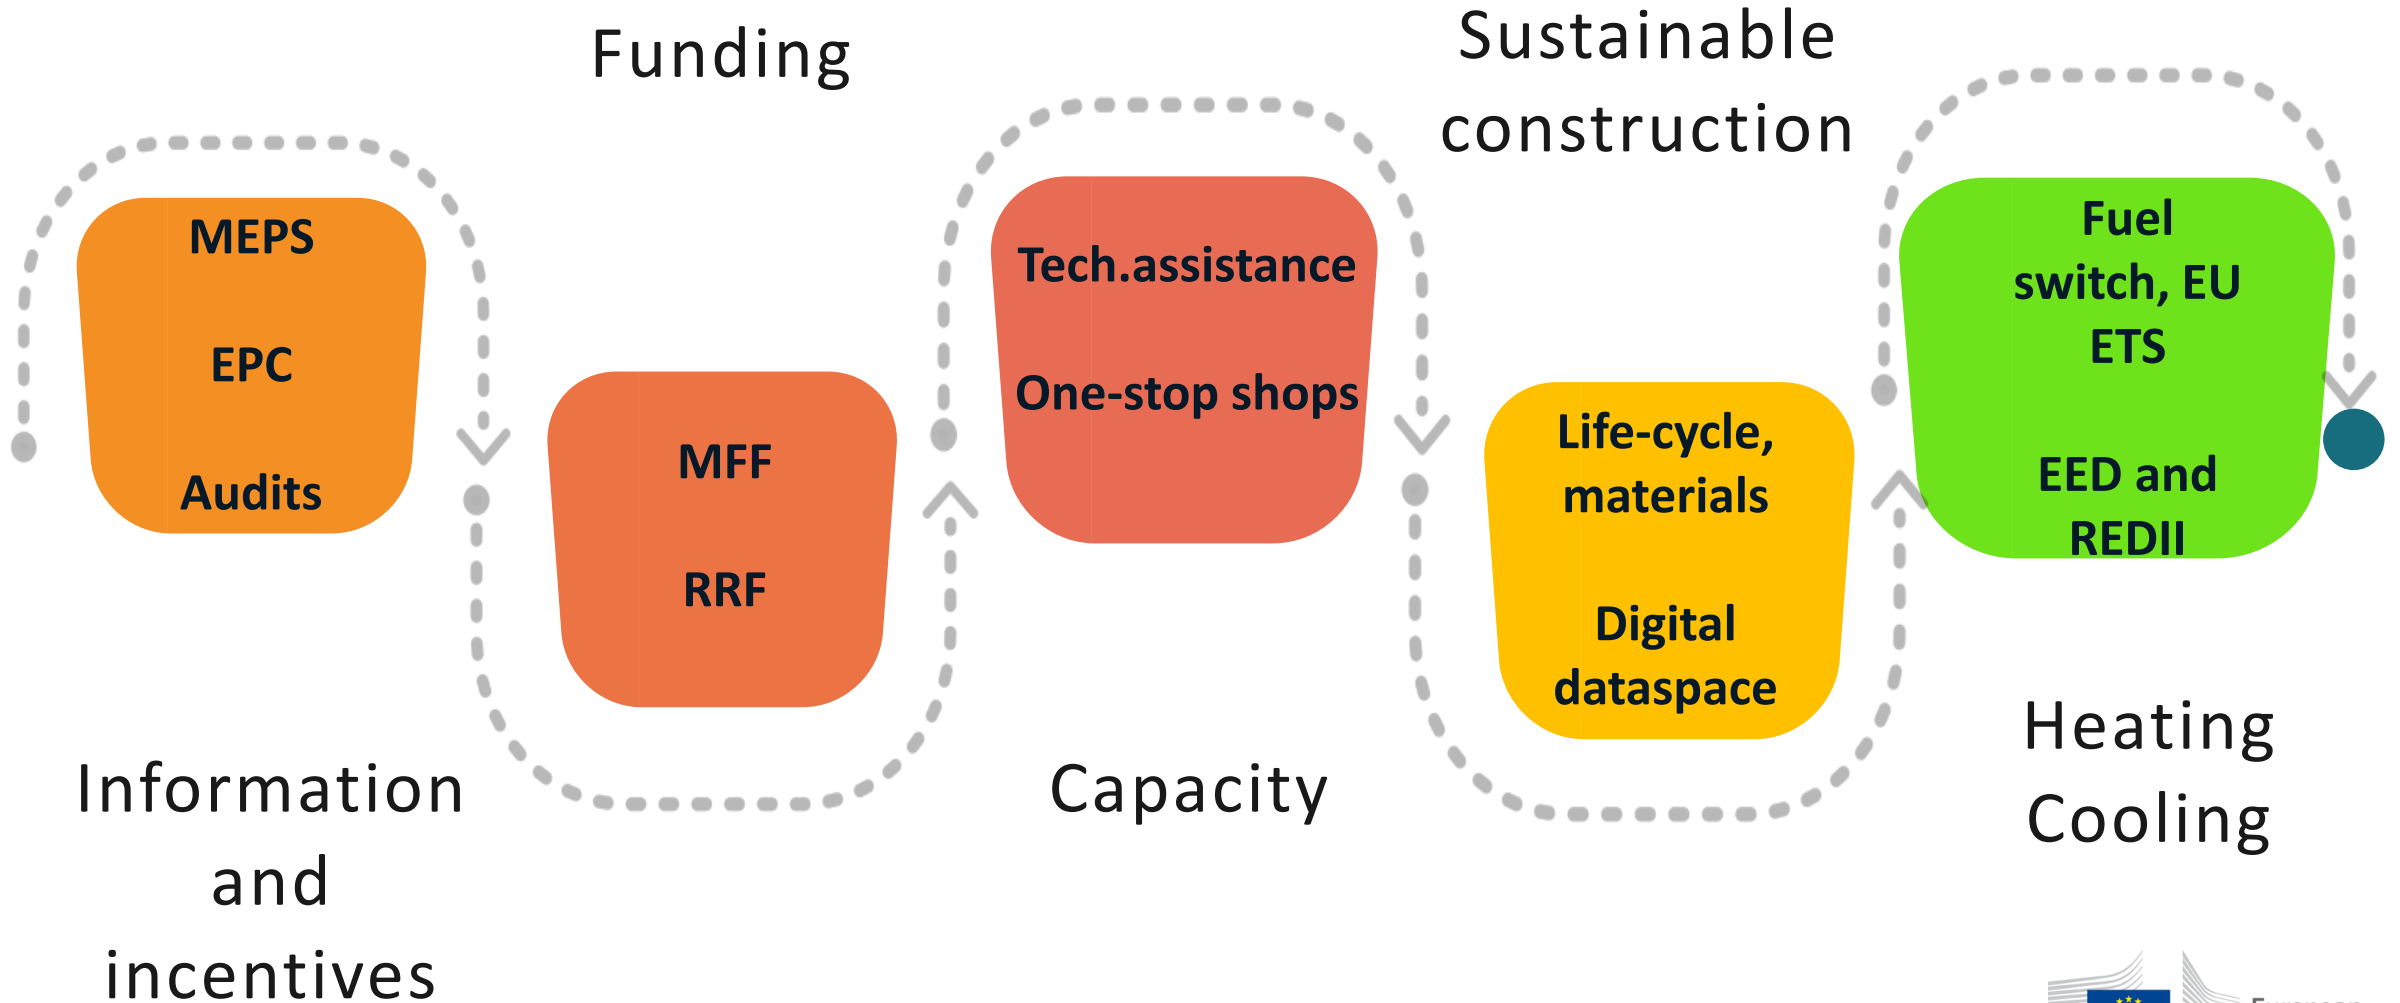 Funding
Sustainable
construction
MEPS
EPC
Audits
MFF
RRF
Tech.assistance
One-stop shops
Life-cycle,
materials
Digital
dataspace
Fuel
switch, EU
ETS
EED and
REDII
Information
and
incentives
Capacity
Heating
Cooling